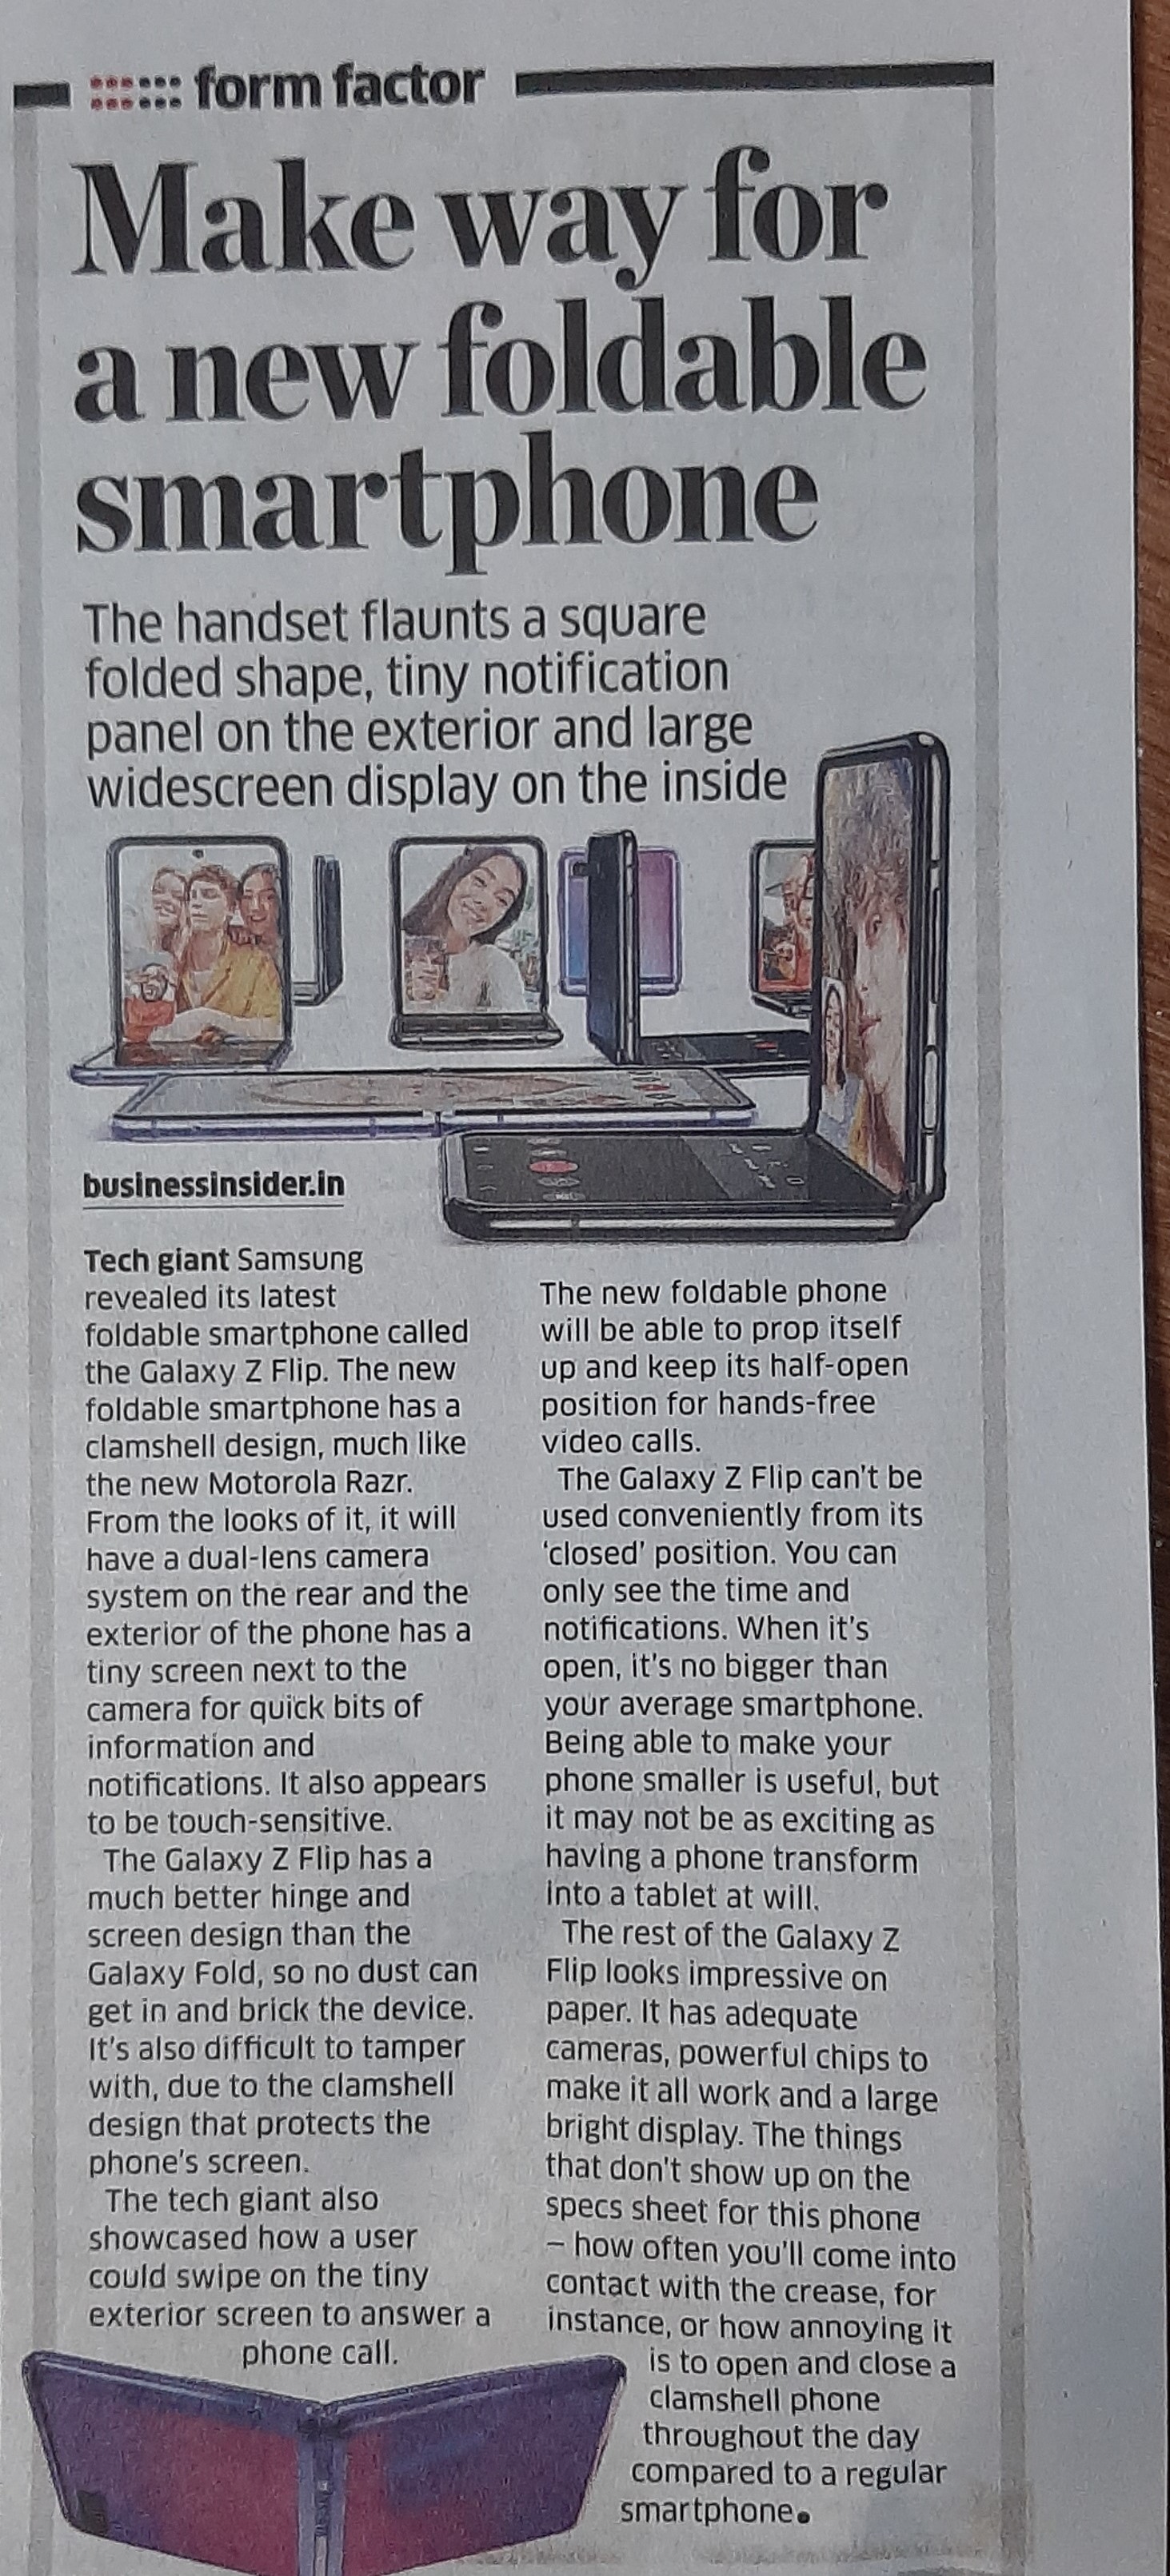 form factor
Make way for
a new foldable
smartphone
The handset flaunts a square
folded shape, tiny notification
panel on the exterior and large
widescreen display on the inside
businessinsider.in
Tech giant Samsung
revealed its latest
foldable smartphone called
the Galaxy Z Flip. The new
foldable smartphone has a
clamshell design, much like
the new Motorola Razr.
From the looks of it, it will
have a dual-lens camera
system on the rear and the
exterior of the phone has a
tiny screen next to the
camera for quick bits of
information and
notifications. It also appears
to be touch-sensitive.
The Galaxy Z Flip has a
much better hinge and
screen design than the
Galaxy Fold, so no dust can
get in and brick the device.
It's also difficult to tamper
with, due to the clamshell
design that protects the
phone's screen.
The tech giant also
showcased how a user
could swipe on the tiny
exterior screen to answer a
phone call.
The new foldable phone
will be able to prop itself
up and keep its half-open
position for hands-free
video calls.
The Galaxy Z Flip can't be
used conveniently from its
‘closed’ position. You can
only see the time and
notifications. When it's
open, it's no bigger than
your average smartphone.
Being able to make your
phone smaller is useful, but
it may not be as exciting as
having a phone transform
into a tablet at will.
The rest of the Galaxy Z
Flip looks impressive on
paper. It has adequate
cameras, powerful chips to
make it all work and a large
bright display. The things
that don't show up on the
specs sheet for this phone
– how often you'll come into
contact with the crease, for
instance, or how annoying it
is to open and close a
clamshell phone
throughout the day
compared to a regular
smartphone●